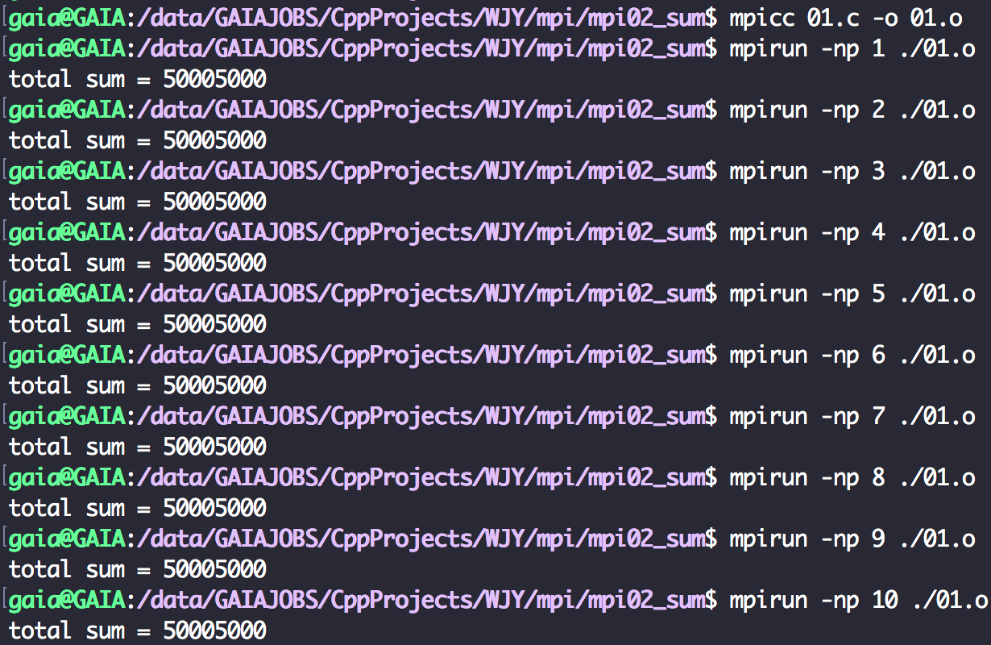 gaia@GAIA:/data/GAIAJOBS/CppProjects/WJY/mpi/mpi02_sum$ mpicc 01.c -o 01.o
[gaia@GAIA:/data/GAIAJOBS/CppProjects/WJY/mpi/mpi02_sum$ mpirun -np 1 ./01.o
total sum = 50005000
[gaia@GAIA:/data/GAIAJOBS/CppProjects/WJY/mpi/mpi02_sum$ mpirun -np 2 ./01.o
total sum = 50005000
[gaia@GAIA:/data/GAIAJOBS/CppProjects/WJY/mpi/mpi02_sum$ mpirun -np 3 ./01.o
total sum = 50005000
[gaia@GAIA:/data/GAIAJOBS/CppProjects/WJY/mpi/mpi02_sum$ mpirun -np 4 ./01.o
total sum = 50005000
[gaia@GAIA:/data/GAIAJOBS/CppProjects/WJY/mpi/mpi02_sum$ mpirun -np 5 ./01.o
total sum = 50005000
[gaia@GAIA:/data/GAIAJOBS/CppProjects/WJY/mpi/mpi02_sum$ mpirun -np 6 ./01.o
total sum = 50005000
[gaia@GAIA:/data/GAIAJOBS/CppProjects/WJY/mpi/mpi02_sum$ mpirun -np 7 ./01.o
total sum = 50005000
[gaia@GAIA:/data/GAIAJOBS/CppProjects/WJY/mpi/mpi02_sum$ mpirun -np 8 ./01.o
total sum = 50005000
[gaia@GAIA:/data/GAIAJOBS/CppProjects/WJY/mpi/mpi02_sum$ mpirun -np 9 ./01.o
total sum = 50005000
[gaia@GAIA:/data/GAIAJOBS/CppProjects/WJY/mpi/mpi02_sum$ mpirun -np 10 ./01.o
total sum = 50005000